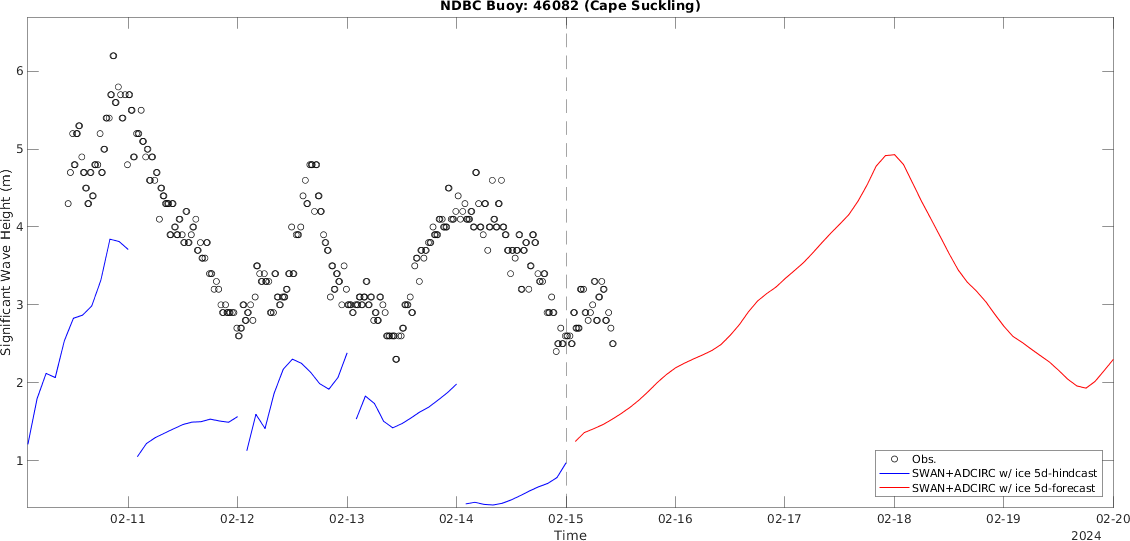 NDBC Buoy: 46082 (Cape Suckling)
Significant Wave Height (m)
6
5
4
3
2
1
Obs.
SWAN+ADCIRC w/ ice 5d-hindcast
SWAN+ADCIRC w/ ice 5d-forecast
02-11 02-12 02-13 02-14 02-15 02-16 02-17 02-18 02-19 02-20
Time
2024